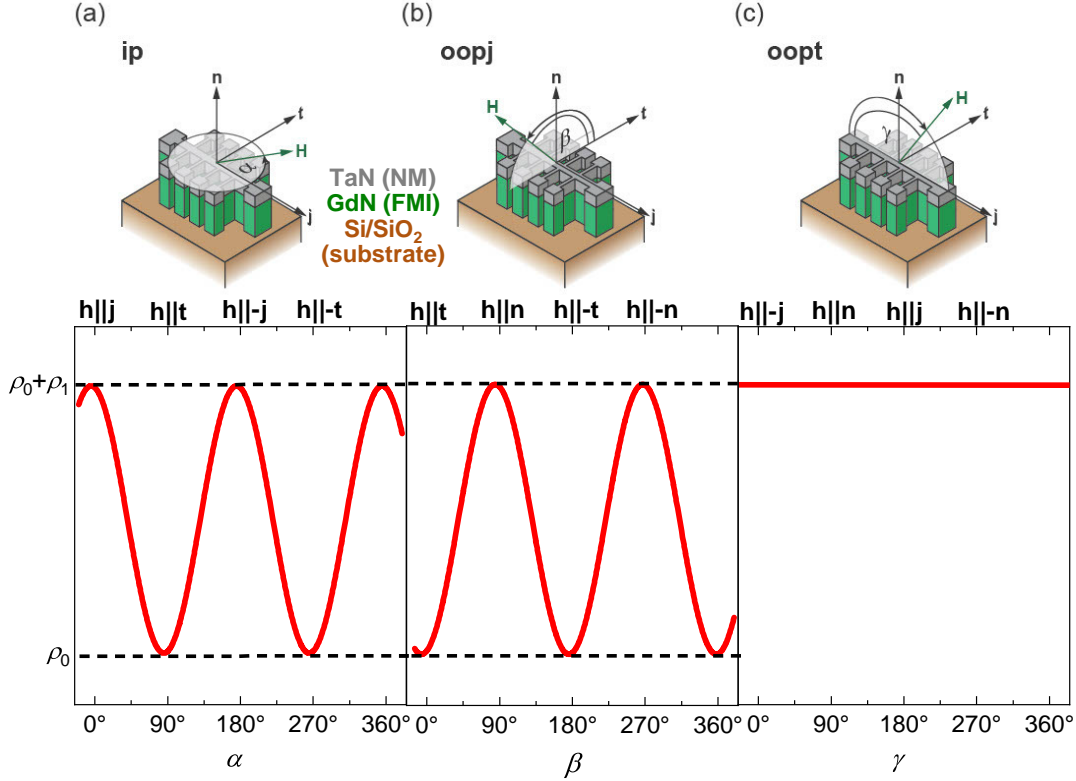 (a) (b) (c)
ip oopj oopt
n n n
t t t
H H H
α β γ
j j j
TaN (NM)
GdN (FMI)
Si/SiO₂
(substrate)
h||j h||t h||-j h||-t h||t h||n h||-t h||-n h||-j h||n h||j h||-n
ρ₀+ρ₁
ρ₀
0° 90° 180° 270° 360° 0° 90° 180° 270° 360° 0° 90° 180° 270° 360°
α β γ